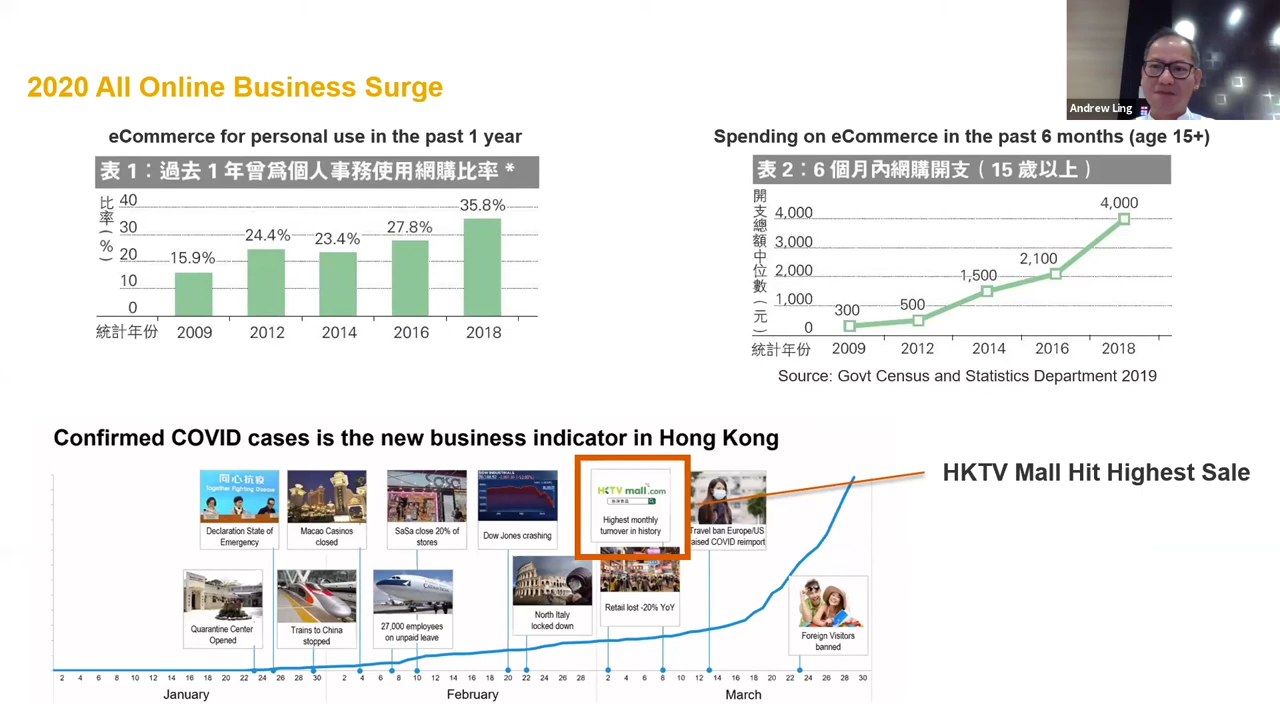 2020 All Online Business Surge
Andrew Ling
eCommerce for personal use in the past 1 year
表 1：過去 1 年曾為個人事務使用網購比率 *
比率(%)
40
30
20
10
0
15.9%
24.4%
23.4%
27.8%
35.8%
統計年份 2009 2012 2014 2016 2018
Spending on eCommerce in the past 6 months (age 15+)
表 2：6 個月內網購開支（15 歲以上）
開支總額中位數(元)
4,000
3,000
2,000
1,000
0
300
500
1,500
2,100
4,000
統計年份 2009 2012 2014 2016 2018
Source: Govt Census and Statistics Department 2019
Confirmed COVID cases is the new business indicator in Hong Kong
HKTV Mall Hit Highest Sale
同心抗疫
Together Fighting Disease
Declaration State of
Emergency
Macao Casinos
closed
sasa
SaSa close 20% of
stores
Dow Jones crashing
HKTVmall.com
Highest monthly
turnover in history
Travel ban Europe/US
raised COVID reimport
Quarantine Center
Opened
Trains to China
stopped
27,000 employees
on unpaid leave
North Italy
locked down
Retail lost -20% YoY
Foreign Visitors
banned
2 4 6 8 10 12 14 16 18 20 22 24 26 28 30 2 4 6 8 10 12 14 16 18 20 22 24 26 28 2 4 6 8 10 12 14 16 18 20 22 24 26 28 30
January February March